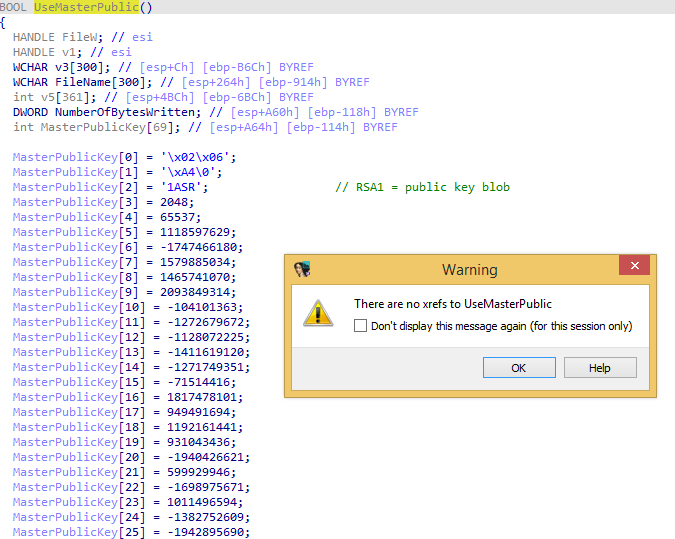 BOOL UseMasterPublic()
{
HANDLE FileW; // esi
HANDLE v1; // esi
WCHAR v3[300]; // [esp+Ch] [ebp-B6Ch] BYREF
WCHAR FileName[300]; // [esp+264h] [ebp-914h] BYREF
int v5[361]; // [esp+4BCh] [ebp-6BCh] BYREF
DWORD NumberOfBytesWritten; // [esp+A60h] [ebp-118h] BYREF
int MasterPublicKey[69]; // [esp+A64h] [ebp-114h] BYREF
MasterPublicKey[0] = '\x02\x06';
MasterPublicKey[1] = '\xA4\0';
MasterPublicKey[2] = '1ASR'; // RSA1 = public key blob
MasterPublicKey[3] = 2048;
MasterPublicKey[4] = 65537;
MasterPublicKey[5] = 1118597629;
MasterPublicKey[6] = -1747466180;
MasterPublicKey[7] = 1579885034;
MasterPublicKey[8] = 1465741070;
MasterPublicKey[9] = 2093849314;
MasterPublicKey[10] = -104101363;
MasterPublicKey[11] = -1272679672;
MasterPublicKey[12] = -1128072225;
MasterPublicKey[13] = -1411619120;
MasterPublicKey[14] = -1271749351;
MasterPublicKey[15] = -71514416;
MasterPublicKey[16] = 1817478101;
MasterPublicKey[17] = 949491694;
MasterPublicKey[18] = 1192161441;
MasterPublicKey[19] = 931043436;
MasterPublicKey[20] = -1940426621;
MasterPublicKey[21] = 599929946;
MasterPublicKey[22] = -1698975671;
MasterPublicKey[23] = 1011496594;
MasterPublicKey[24] = -1382752609;
MasterPublicKey[25] = -1942895690;
Warning
There are no xrefs to UseMasterPublic
Don't display this message again (for this session only)
OK
Help